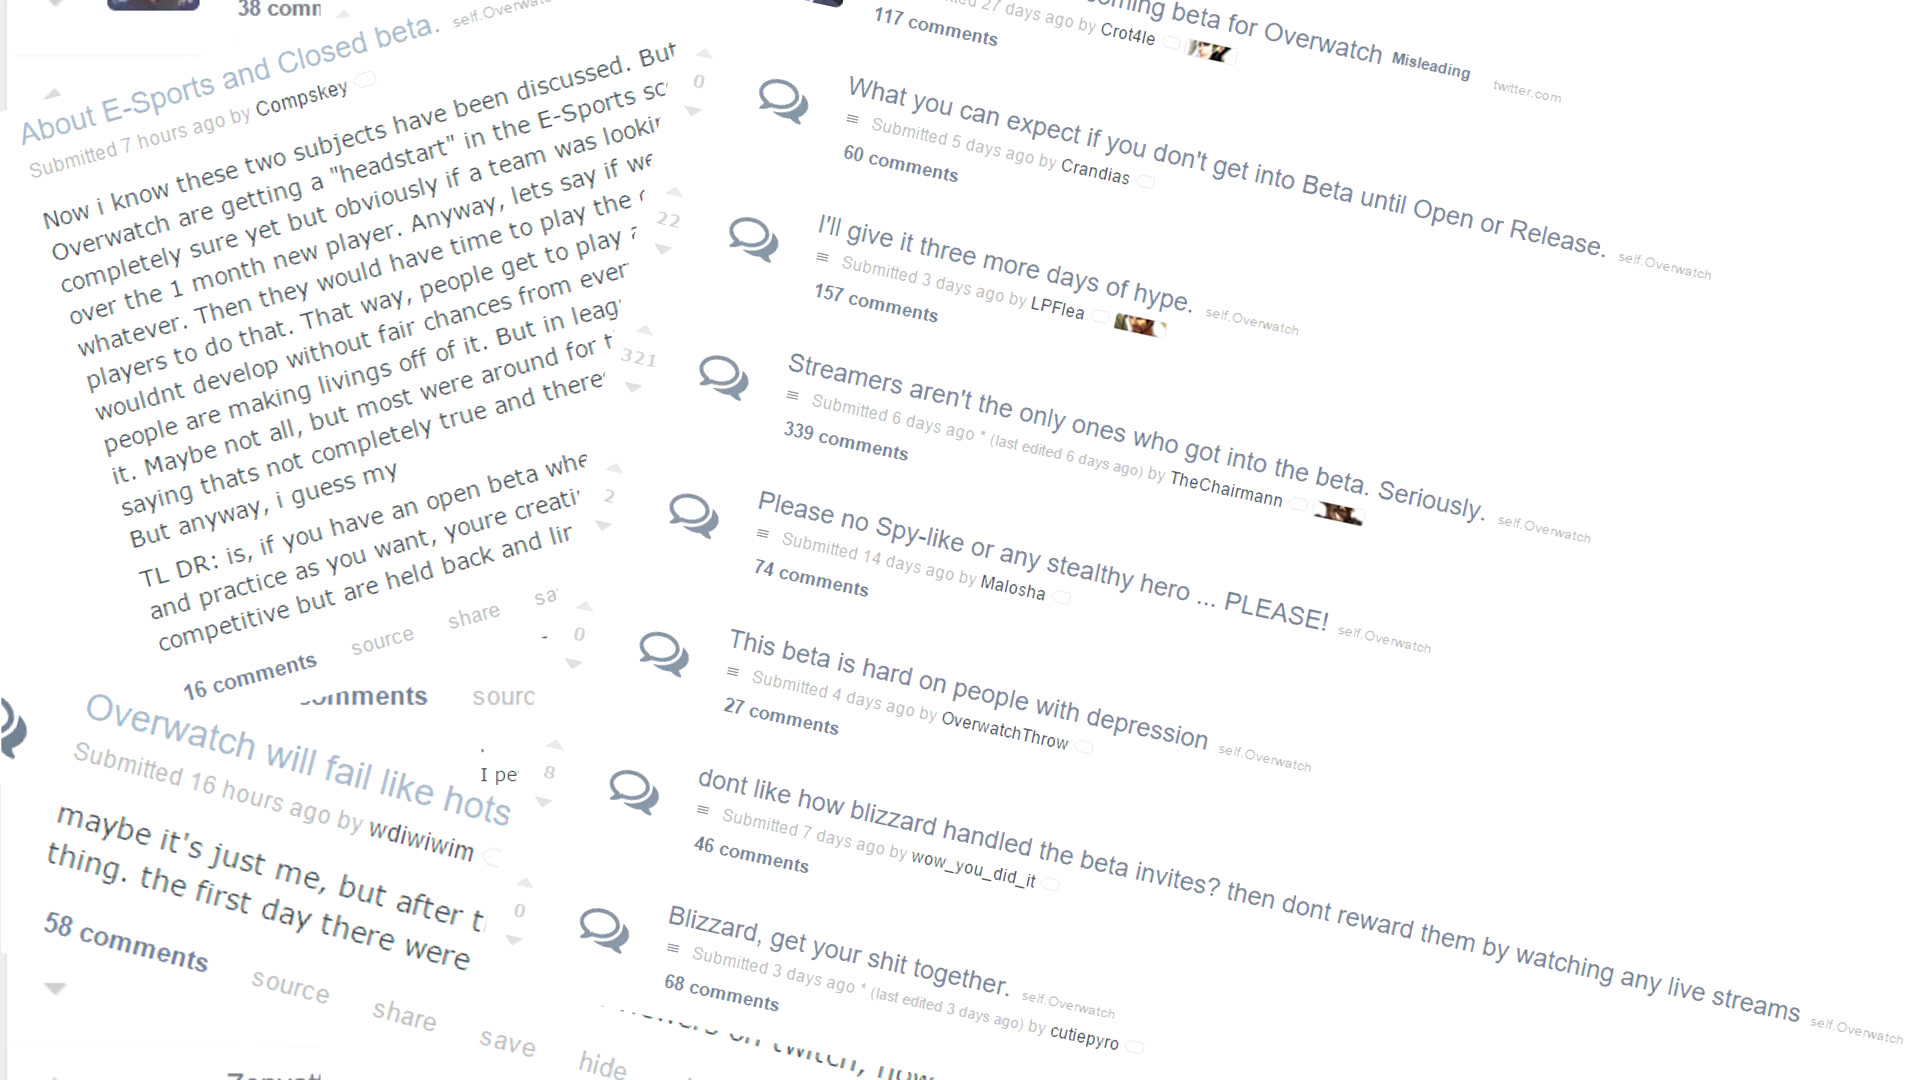 38 comm
About E-Sports and Closed beta. self.Overwatc
Submitted 7 hours ago by Compskey
Now i know these two subjects have been discussed. But
Overwatch are getting a "headstart" in the E-Sports sc
completely sure yet but obviously if a team was lookin
over the 1 month new player. Anyway, lets say if we
whatever. Then they would have time to play the
players to do that. That way, people get to play
wouldnt develop without fair chances from ever
people are making livings off of it. But in leag
it. Maybe not all, but most were around for
saying thats not completely true and there
But anyway, i guess my
TL DR: is, if you have an open beta whe
and practice as you want, youre creati
competitive but are held back and
16 comments source share sa
comments sourc
I pe
Overwatch will fail like hots
Submitted 16 hours ago by wdiwiwim
maybe it's just me, but after
thing. the first day there were
58 comments source share save hide
coming beta for Overwatch Misleading twitter.com
27 days ago by Crot4le
117 comments
0
What you can expect if you don't get into Beta until Open or Release. self.Overwatch
Submitted 5 days ago by Crandias
60 comments
22
I'll give it three more days of hype. self.Overwatch
Submitted 3 days ago by LPFlea
157 comments
321
Streamers aren't the only ones who got into the beta. Seriously. self.Overwatch
Submitted 6 days ago * (last edited 6 days ago) by TheChairmann
339 comments
2
Please no Spy-like or any stealthy hero ... PLEASE! self.Overwatch
Submitted 14 days ago by Malosha
74 comments
0
This beta is hard on people with depression self.Overwatch
Submitted 4 days ago by OverwatchThrow
27 comments
8
dont like how blizzard handled the beta invites? then dont reward them by watching any live streams self.Overwatch
Submitted 7 days ago by wow_you_did_it
46 comments
0
Blizzard, get your shit together. self.Overwatch
Submitted 3 days ago * (last edited 3 days ago) by cutiepyro
68 comments
on twitch, now